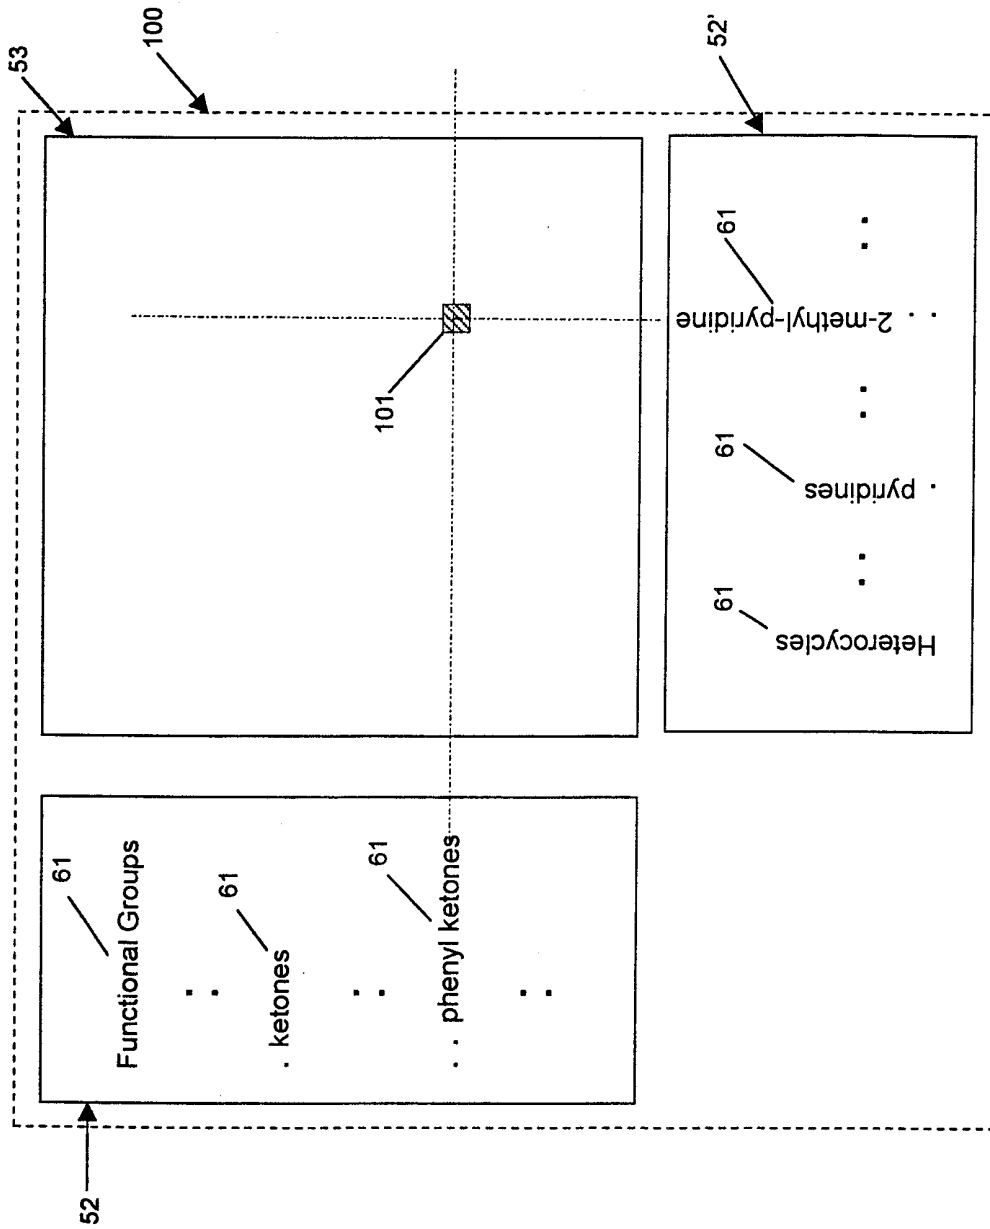 52
Functional Groups
61
: 
. ketones
61
:
. . phenyl ketones
61
:
53
100
101
52'
Heterocycles
61
:
. pyridines
61
:
. . 2-methyl-pyridine
61
: